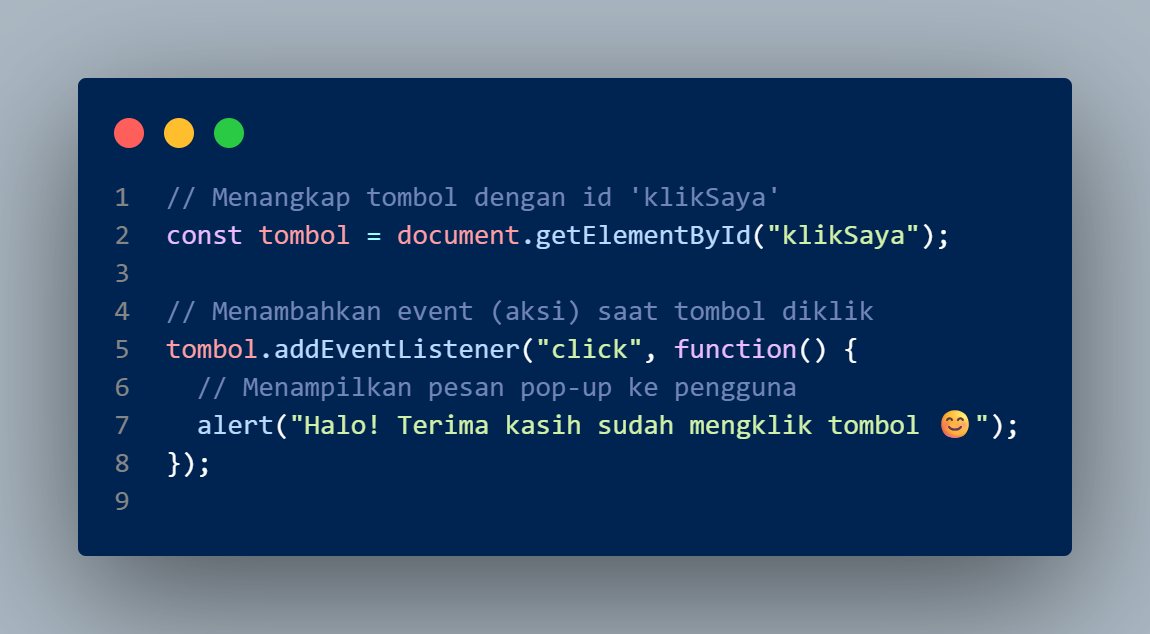 1 // Menangkap tombol dengan id 'klikSaya'
2 const tombol = document.getElementById("klikSaya");
3
4 // Menambahkan event (aksi) saat tombol diklik
5 tombol.addEventListener("click", function() {
6   // Menampilkan pesan pop-up ke pengguna
7   alert("Halo! Terima kasih sudah mengklik tombol 😊");
8 });
9